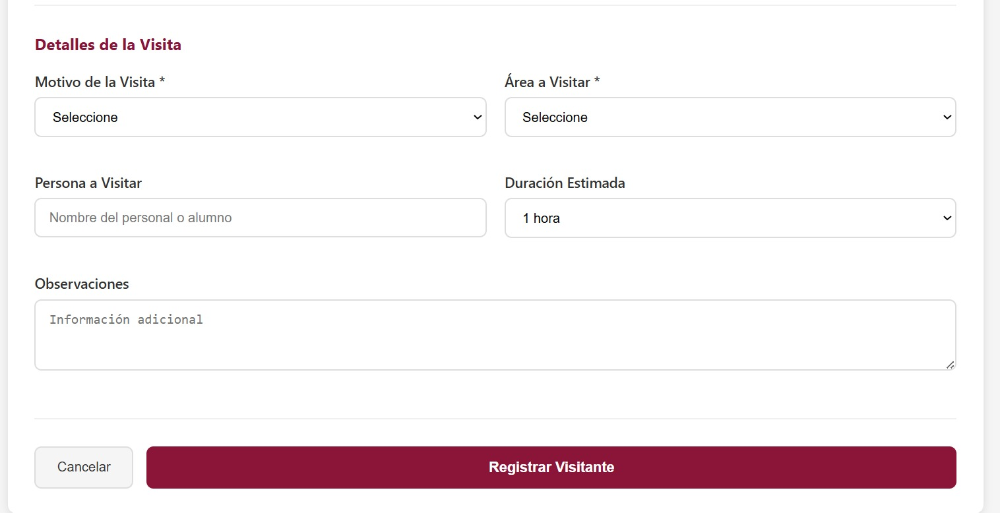 Detalles de la Visita
Motivo de la Visita *
Área a Visitar *
Seleccione
Seleccione
Persona a Visitar
Duración Estimada
Nombre del personal o alumno
1 hora
Observaciones
Información adicional
Cancelar
Registrar Visitante